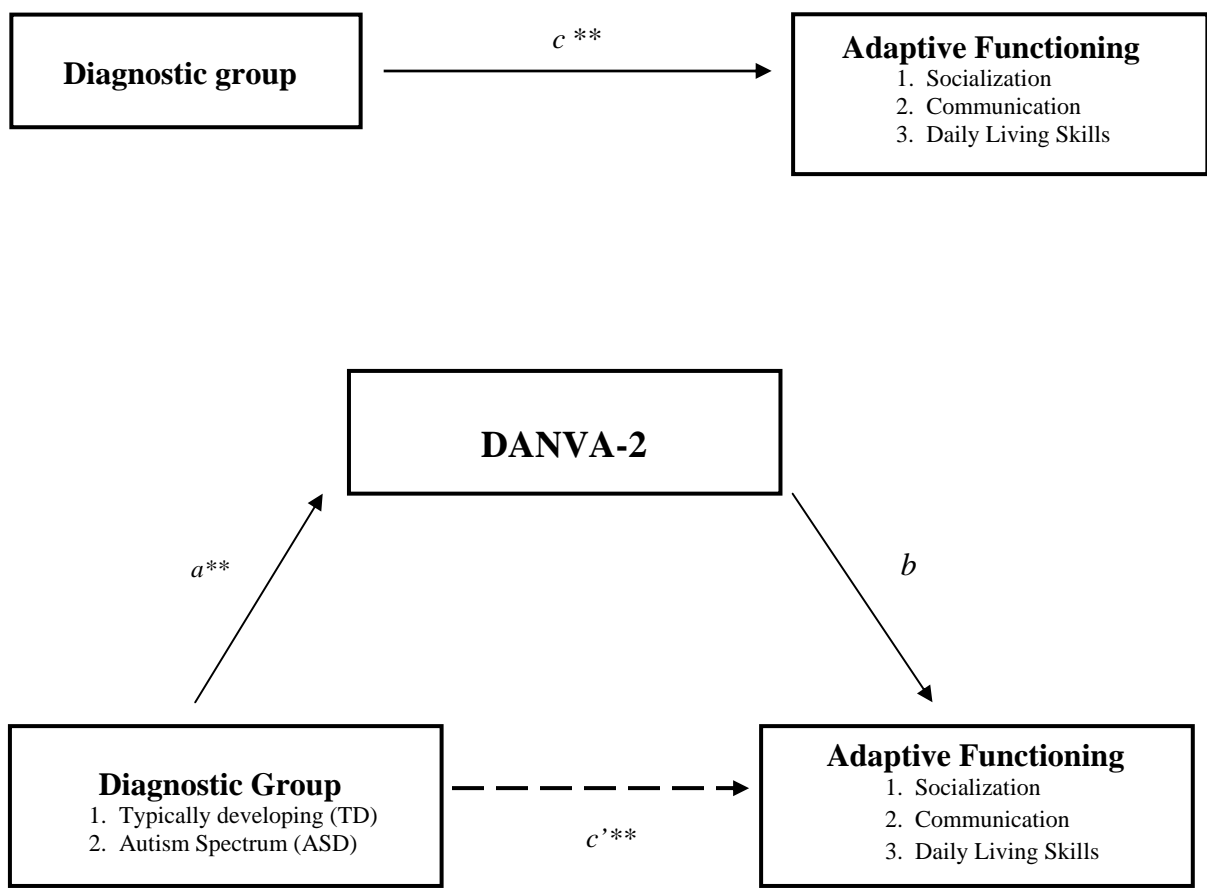 c **
Diagnostic group
Adaptive Functioning
1. Socialization
2. Communication
3. Daily Living Skills
DANVA-2
a**
b
Diagnostic Group
1. Typically developing (TD)
2. Autism Spectrum (ASD)
c’**
Adaptive Functioning
1. Socialization
2. Communication
3. Daily Living Skills